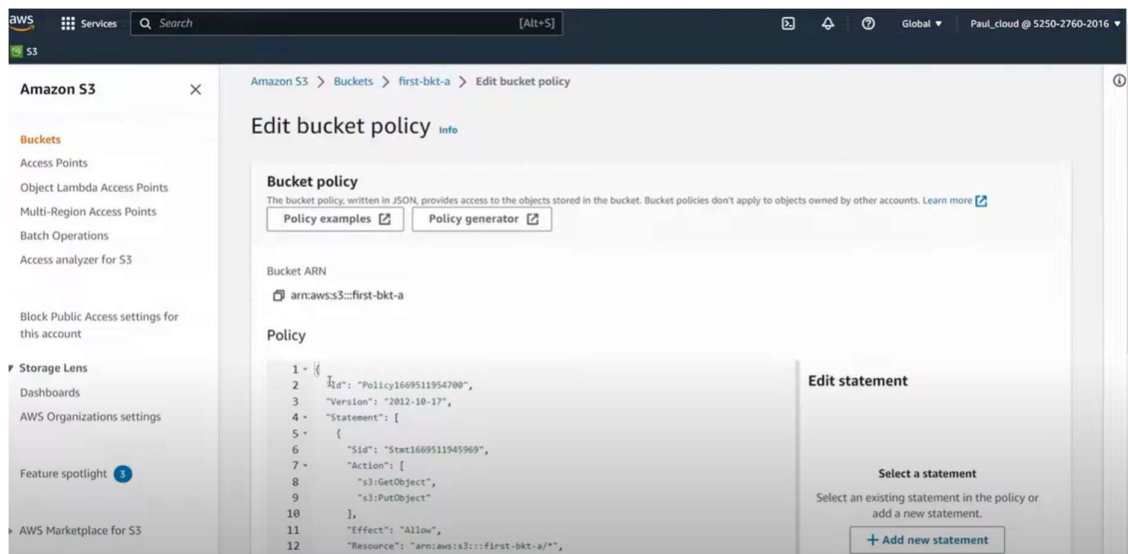 aws Services Search [Alt+S] Global ▼ Paul_cloud @ 5250-2760-2016 ▼
S3
Amazon S3
Buckets
Access Points
Object Lambda Access Points
Multi-Region Access Points
Batch Operations
Access analyzer for S3
Block Public Access settings for
this account
Storage Lens
Dashboards
AWS Organizations settings
Feature spotlight 3
AWS Marketplace for S3
Amazon S3 > Buckets > first-bkt-a > Edit bucket policy
Edit bucket policy Info
Bucket policy
The bucket policy, written in JSON, provides access to the objects stored in the bucket. Bucket policies don't apply to objects owned by other accounts. Learn more
Policy examples Policy generator
Bucket ARN
arn:aws:s3:::first-bkt-a
Policy
1 {
2 "Id": "Policy1669511954700",
3 "Version": "2012-10-17",
4 "Statement": [
5 {
6 "Sid": "Stmt1669511945969",
7 "Action": [
8 "s3:GetObject",
9 "s3:PutObject"
10 ],
11 "Effect": "Allow",
12 "Resource": "arn:aws:s3:::first-bkt-a/*",
Edit statement
Select a statement
Select an existing statement in the policy or
add a new statement.
+ Add new statement